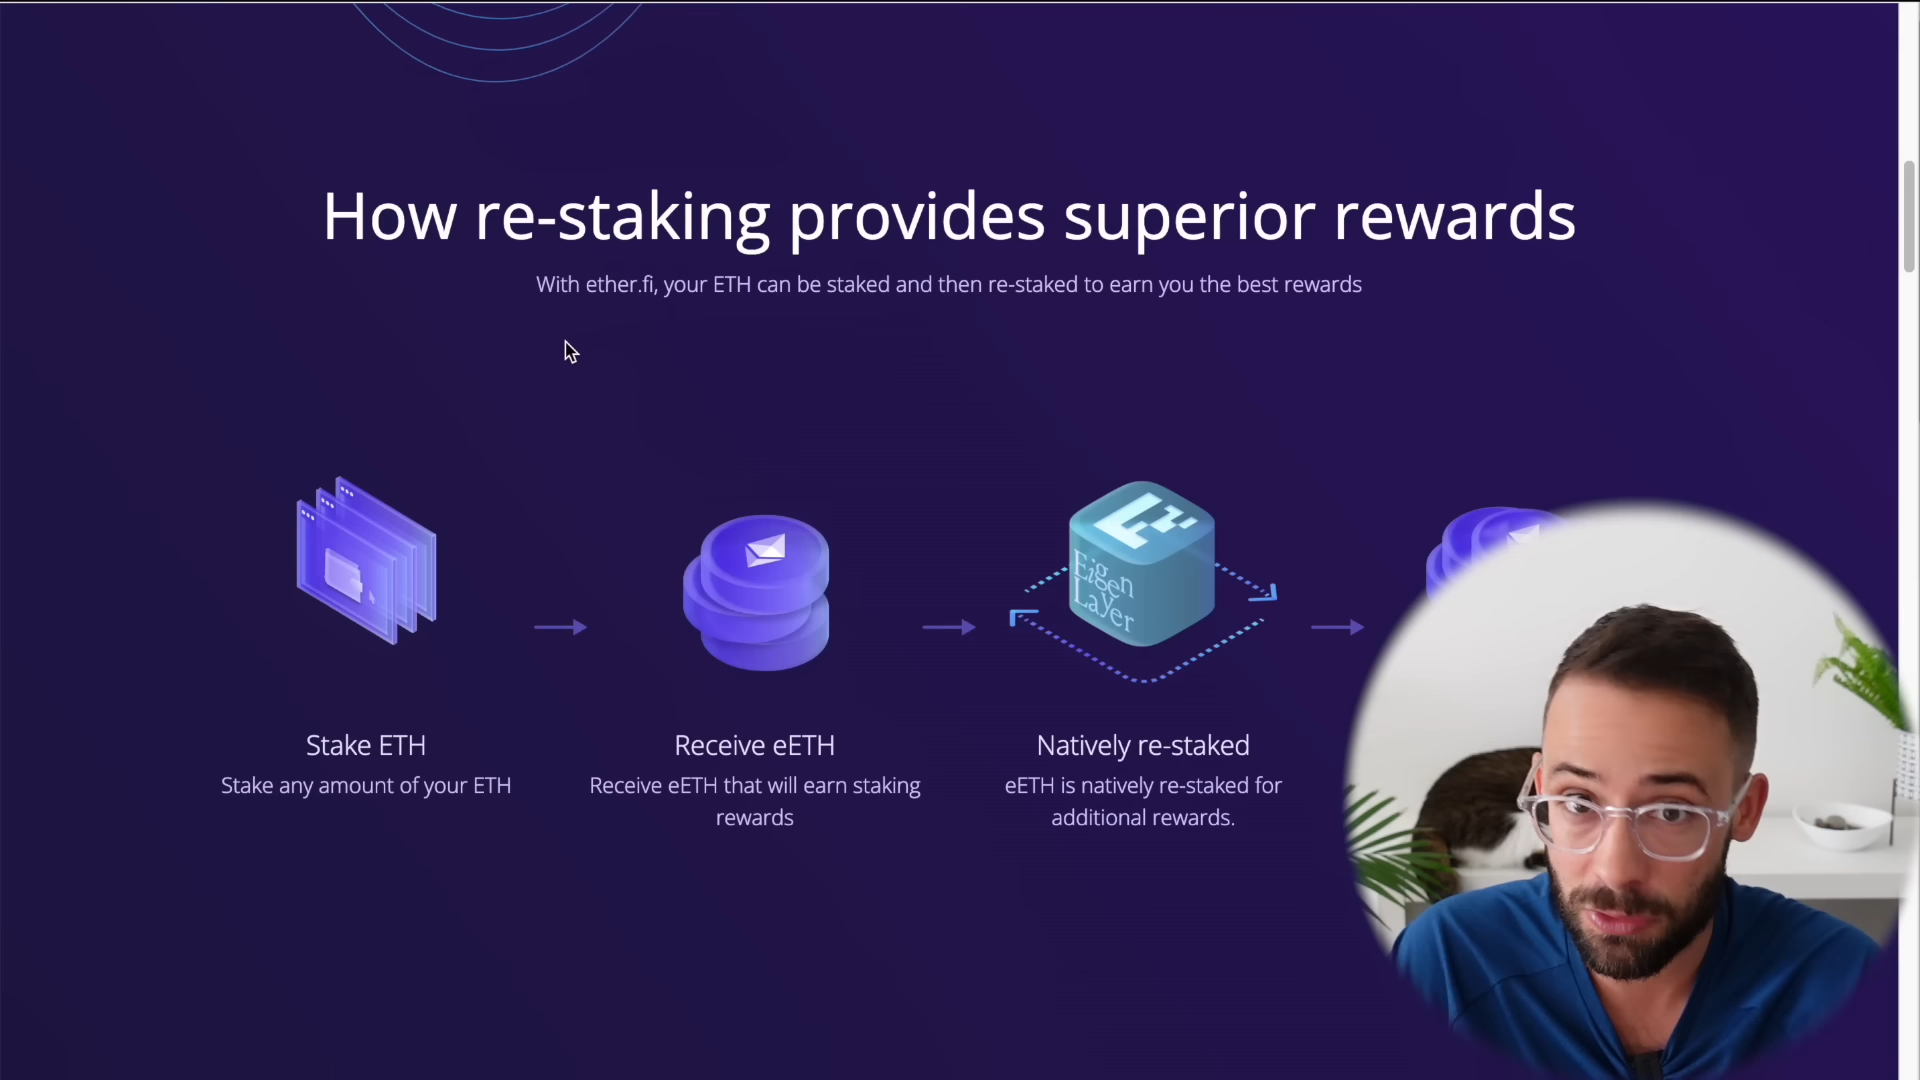 How re-staking provides superior rewards
With ether.fi, your ETH can be staked and then re-staked to earn you the best rewards
Eigen
Layer
Stake ETH
Stake any amount of your ETH
Receive eETH
Receive eETH that will earn staking
rewards
Natively re-staked
eETH is natively re-staked for
additional rewards.